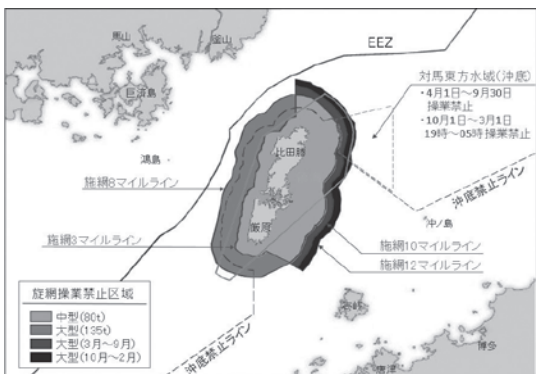 馬山
釜山
EEZ
巨済島
対馬東方水域(沖底)
・4月1日～9月30日
操業禁止
・10月1日～3月1日
19時～05時操業禁止
鴻島
比田勝
施網8マイルライン
沖底禁止ライン
沖ノ島
施網3マイルライン
厳原
施網10マイルライン
施網12マイルライン
旋網操業禁止区域
中型(80t)
大型(135t)
大型(3月～9月)
大型(10月～2月)
沖底禁止ライン
壱岐
博多
唐津